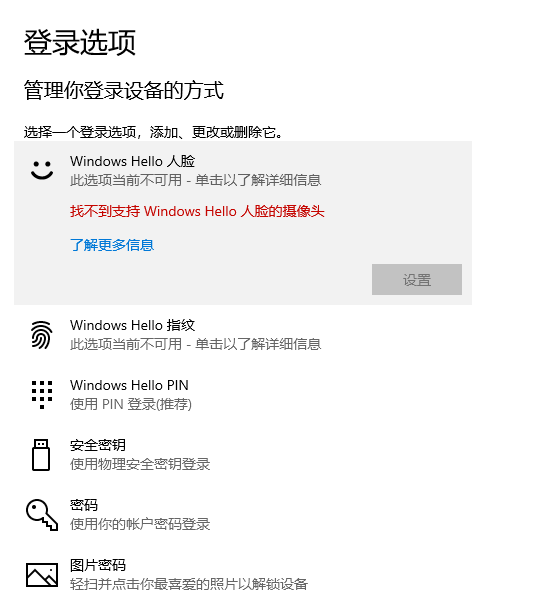 登录选项
管理你登录设备的方式
选择一个登录选项，添加、更改或删除它。
Windows Hello 人脸
此选项当前不可用 - 单击以了解详细信息
找不到支持 Windows Hello 人脸的摄像头
了解更多信息
设置
Windows Hello 指纹
此选项当前不可用 - 单击以了解详细信息
Windows Hello PIN
使用 PIN 登录(推荐)
安全密钥
使用物理安全密钥登录
密码
使用你的帐户密码登录
图片密码
轻扫并点击你最喜爱的照片以解锁设备